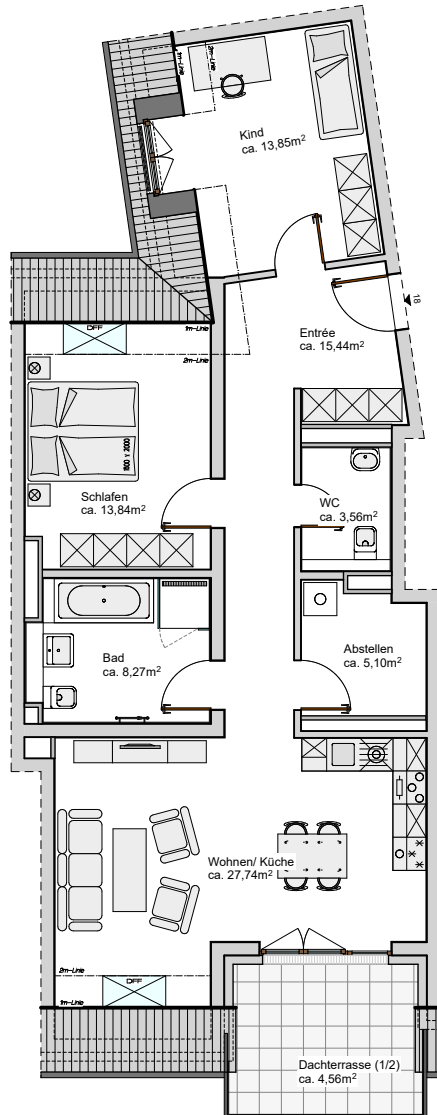 1m-Linie
2m-Linie
2m-Linie
Kind
ca. 13,85m²
18
Entrée
ca. 15,44m²
DFF
1m-Linie
2m-Linie
1800 x 2000
Schlafen
ca. 13,84m²
WC
ca. 3,56m²
Bad
ca. 8,27m²
Abstellen
ca. 5,10m²
Wohnen/ Küche
ca. 27,74m²
2m-Linie
DFF
1m-Linie
Dachterrasse (1/2)
ca. 4,56m²